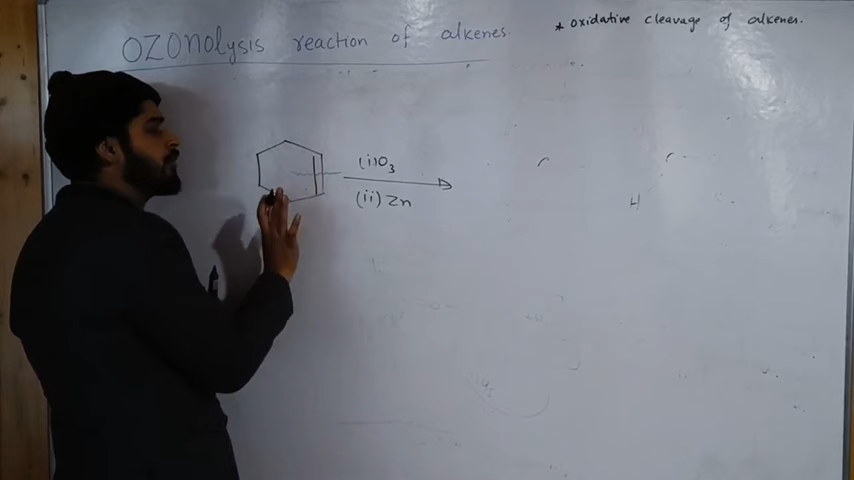 OZONOlysis reaction of alkenes.
* oxidative cleavage of alkenes.
(i) O3
(ii) Zn
H